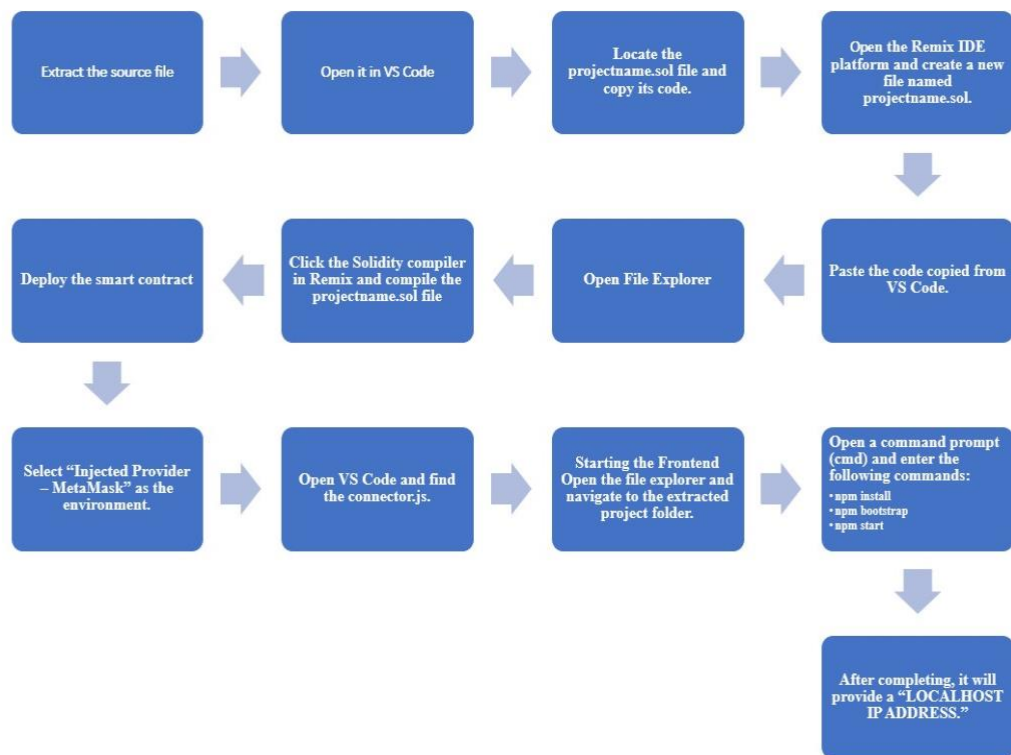 Extract the source file
Open it in VS Code
Locate the
projectname.sol file and
copy its code.
Open the Remix IDE
platform and create a new
file named
projectname.sol.
Paste the code copied from
VS Code.
Open File Explorer
Click the Solidity compiler
in Remix and compile the
projectname.sol file
Deploy the smart contract
Select “Injected Provider
– MetaMask” as the
environment.
Open VS Code and find
the connector.js.
Starting the Frontend
Open the file explorer and
navigate to the extracted
project folder.
Open a command prompt
(cmd) and enter the
following commands:
•npm install
•npm bootstrap
•npm start
After completing, it will
provide a “LOCALHOST
IP ADDRESS.”